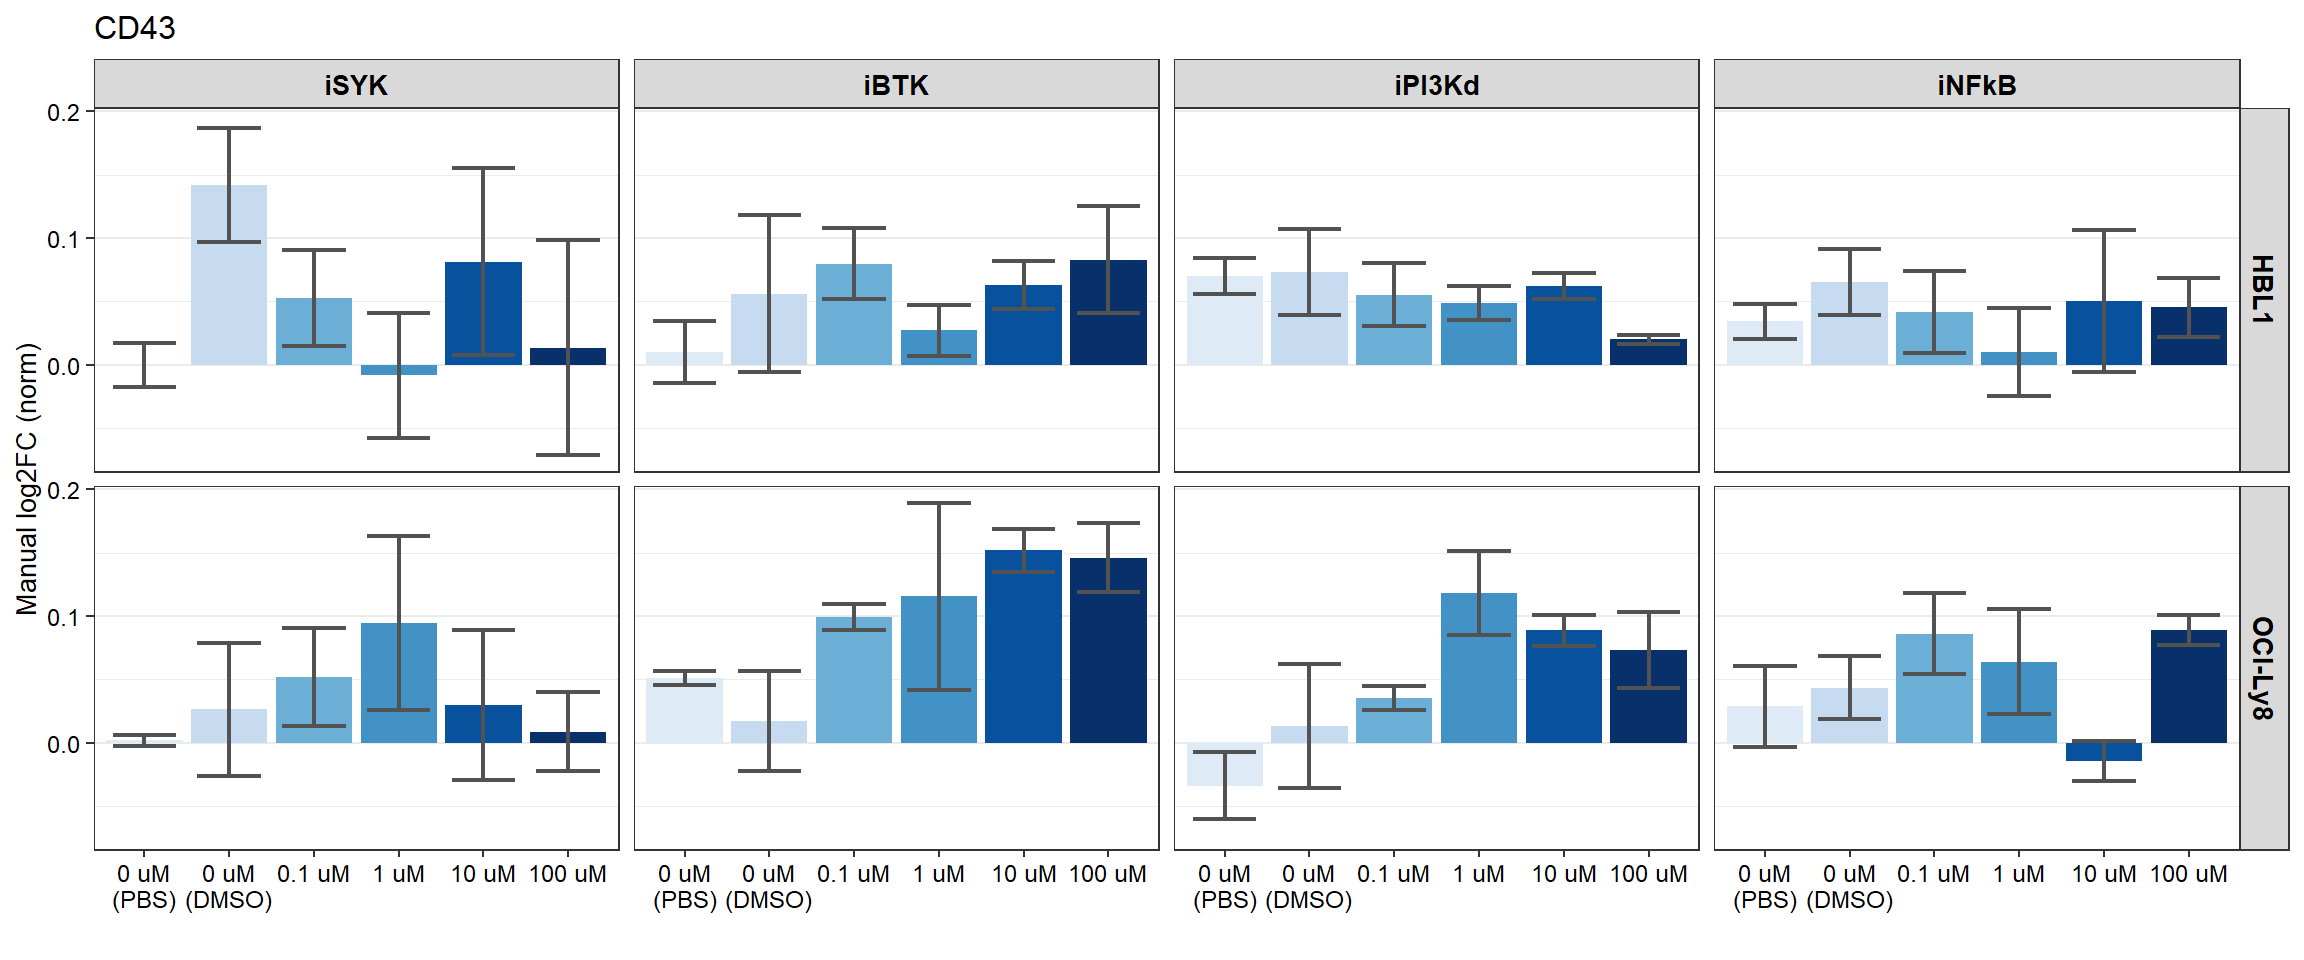 CD43
iSYK
iBTK
iPI3Kd
iNFkB
Manual log2FC (norm)
0.2
0.1
0.0
HBL1
0.2
0.1
0.0
OCI-Ly8
0 uM (PBS)
0 uM (DMSO)
0.1 uM
1 uM
10 uM
100 uM
0 uM (PBS)
0 uM (DMSO)
0.1 uM
1 uM
10 uM
100 uM
0 uM (PBS)
0 uM (DMSO)
0.1 uM
1 uM
10 uM
100 uM
0 uM (PBS)
0 uM (DMSO)
0.1 uM
1 uM
10 uM
100 uM